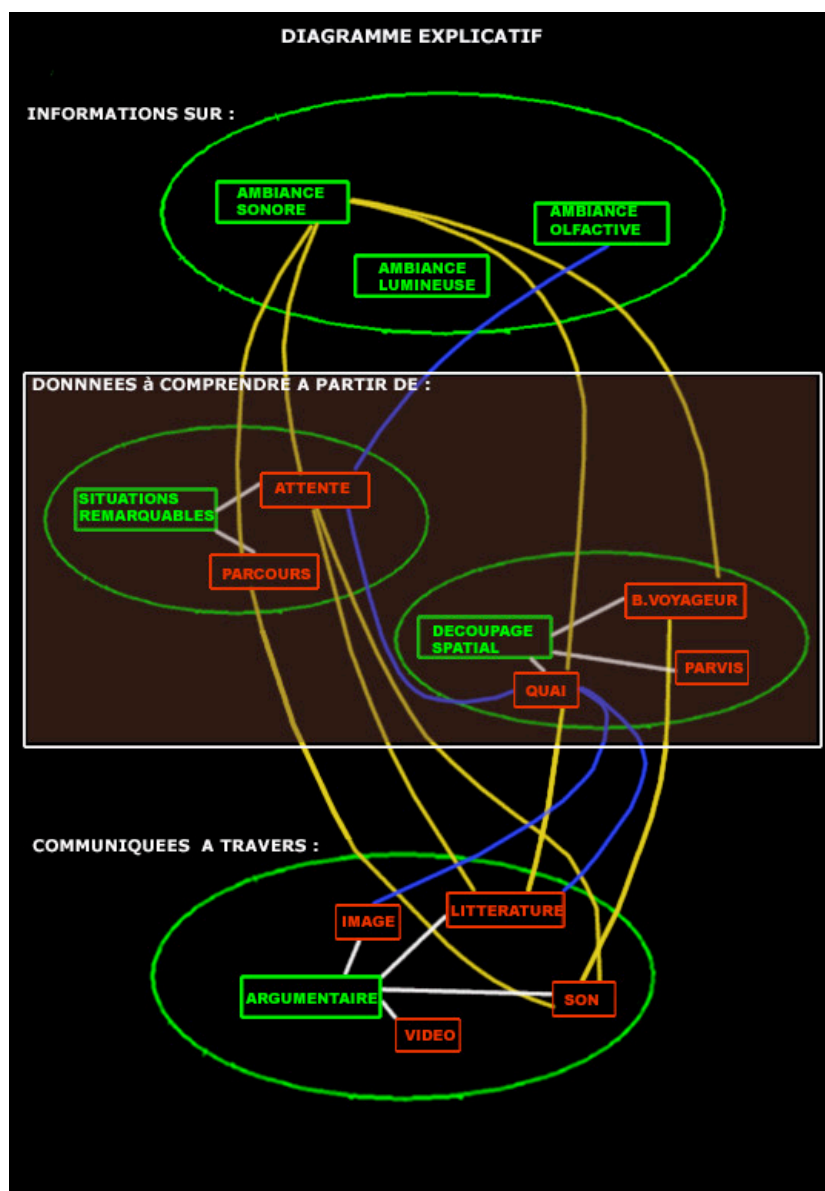 DIAGRAMME EXPLICATIF
INFORMATIONS SUR :
AMBIANCE
SONORE
AMBIANCE
OLFACTIVE
AMBIANCE
LUMINEUSE
DONNNEES à COMPRENDRE A PARTIR DE :
ATTENTE
SITUATIONS
REMARQUABLES
PARCOURS
B.VOYAGEUR
DECOUPAGE
SPATIAL
PARVIS
QUAI
COMMUNIQUEES A TRAVERS :
LITTERATURE
IMAGE
ARGUMENTAIRE
SON
VIDEO